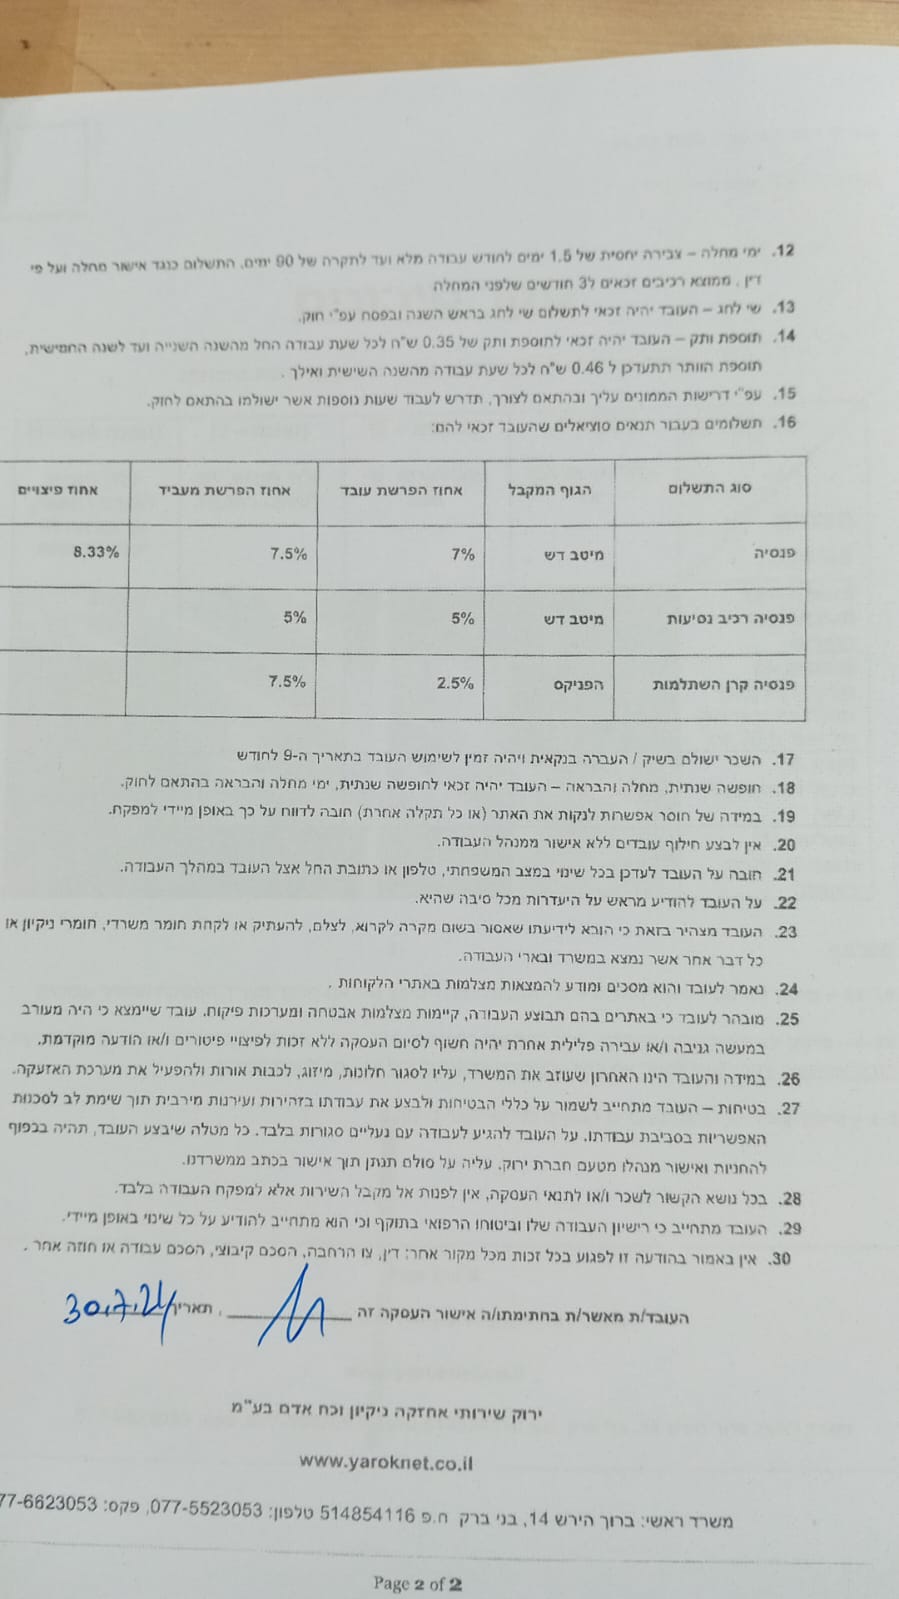 12. ימי מחלה – צבירה יחסית של 1.5 ימים לחודש עבודה מלא ועד לתקרה של 90 ימים. התשלום כנגד אישור מחלה ועל פי
דין . ממוצא רכיבים זכאים ל3 חודשים שלפני המחלה
13. שי לחג – העובד יהיה זכאי לתשלום שי לחג בראש השנה ובפסח עפ"י חוק.
14. תוספת ותק – העובד יהיה זכאי לתוספת ותק של 0.35 ש"ח לכל שעת עבודה החל מהשנה השנייה ועד לשנה החמישית,
תוספת הוותר תתעדכן ל 0.46 ש"ח לכל שעת עבודה מהשנה השישית ואילך .
15. עפ"י דרישות הממונים עליך ובהתאם לצורך, תדרש לעבוד שעות נוספות אשר ישולמו בהתאם לחוק.
16. תשלומים בעבור תנאים סוציאלים שהעובד זכאי להם:
סוג התשלום הגוף המקבל אחוז הפרשת עובד אחוז הפרשת מעביד אחוז פיצויים
פנסיה מיטב דש 7% 7.5% 8.33%
פנסיה רכיב נסיעות מיטב דש 5% 5%
פנסיה קרן השתלמות הפניקס 2.5% 7.5%
17. השכר ישולם בשיק / העברה בנקאית ויהיה זמין לשימוש העובד בתאריך ה-9 לחודש
18. חופשה שנתית, מחלה והבראה – העובד יהיה זכאי לחופשה שנתית, ימי מחלה והבראה בהתאם לחוק.
19. במידה של חוסר אפשרות לנקות את האתר (או כל תקלה אחרת) חובה לדווח על כך באופן מיידי למפקח.
20. אין לבצע חילוף עובדים ללא אישור ממנהל העבודה.
21. חובה על העובד לעדכן בכל שינוי במצב המשפחתי, טלפון או כתובת החל אצל העובד במהלך העבודה.
22. על העובד להודיע מראש על היעדרות מכל סיבה שהיא.
23. העובד מצהיר בזאת כי הובא לידיעתו שאסור בשום מקרה לקרוא, לצלם, להעתיק או לקחת חומר משרדי, חומרי ניקיון או
כל דבר אחר אשר נמצא במשרד ובארי העבודה.
24. נאמר לעובד והוא מסכים ומודע להמצאות מצלמות באתרי הלקוחות .
25. מובהר לעובד כי באתרים בהם תבוצע העבודה, קיימות מצלמות אבטחה ומערכות פיקוח. עובד שיימצא כי היה מעורב
במעשה גניבה ו/או עבירה פלילית אחרת יהיה חשוף לסיום העסקה ללא זכות לפיצויי פיטורים ו/או הודעה מוקדמת.
26. במידה והעובד הינו האחרון שעוזב את המשרד, עליו לסגור חלונות, מיזוג, לכבות אורות ולהפעיל את מערכת האזעקה.
27. בטיחות – העובד מתחייב לשמור על כללי הבטיחות ולבצע את עבודתו בזהירות ועירנות מירבית תוך שימת לב לסכנות
האפשריות בסביבת עבודתו. על העובד להגיע לעבודה עם נעליים סגורות בלבד. כל מטלה שיבצע העובד, תהיה בכפוף
להחניות ואישור מנהלו מטעם חברת ירוק. עליה על סולם תנתן תוך אישור בכתב ממשרדנו.
28. בכל נושא הקשור לשכר ו/או לתנאי העסקה, אין לפנות אל מקבל השירות אלא למפקח העבודה בלבד.
29. העובד מתחייב כי רישיון העבודה שלו וביטוחו הרפואי בתוקף וכי הוא מתחייב להודיע על כל שינוי באופן מיידי.
30. אין באמור בהודעה זו לפגוע בכל זכות מכל מקור אחר: דין, צו הרחבה, הסכם קיבוצי, הסכם עבודה או חוזה אחר .
העובד/ת מאשר/ת בחתימתו/ה אישור העסקה זה , תאריך 30.7.24
ירוק שירותי אחזקה ניקיון וכח אדם בע"מ
www.yaroknet.co.il
משרד ראשי: ברוך הירש 14, בני ברק ח.פ 514854116 טלפון: 077-5523053, פקס: 77-6623053
Page 2 of 2